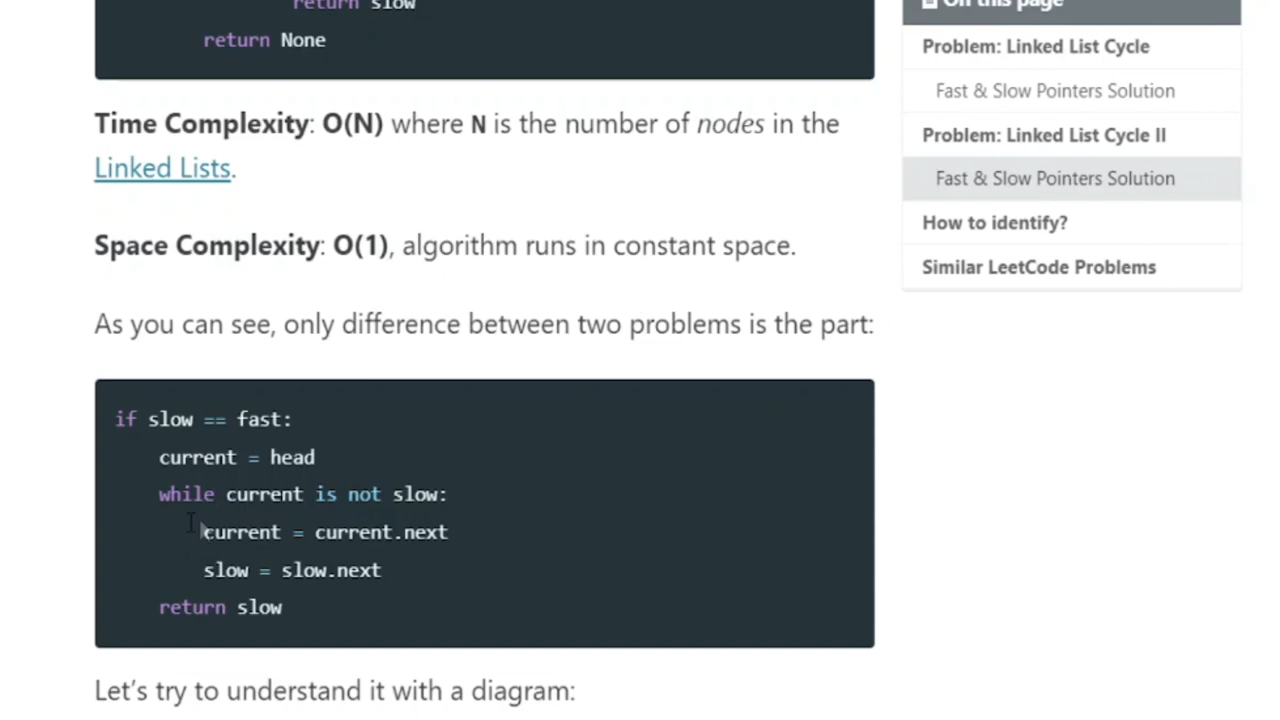 return slow
return None
Time Complexity: O(N) where N is the number of nodes in the
Linked Lists.
Space Complexity: O(1), algorithm runs in constant space.
As you can see, only difference between two problems is the part:
if slow == fast:
    current = head
    while current is not slow:
        current = current.next
        slow = slow.next
    return slow
Let's try to understand it with a diagram:
On this page
Problem: Linked List Cycle
Fast & Slow Pointers Solution
Problem: Linked List Cycle II
Fast & Slow Pointers Solution
How to identify?
Similar LeetCode Problems